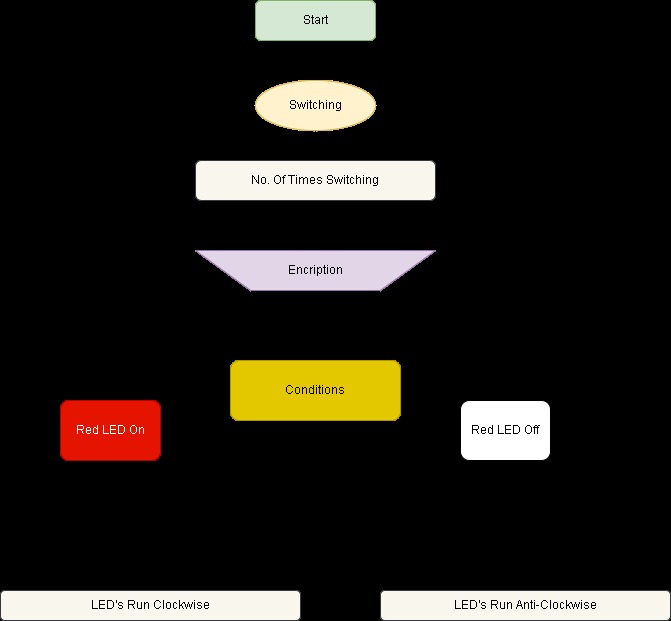 Start
Switching
No. Of Times Switching
Encription
Conditions
Red LED On
Red LED Off
LED's Run Clockwise
LED's Run Anti-Clockwise